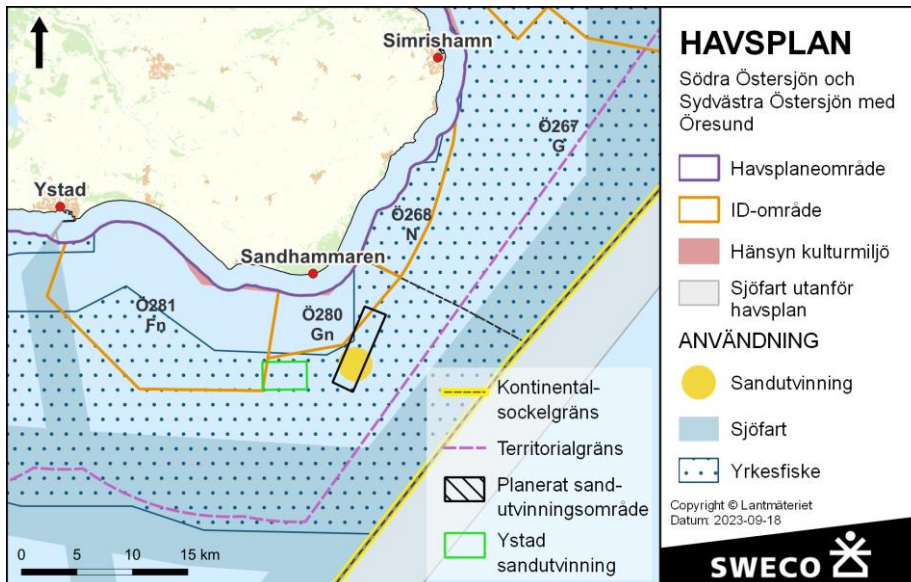 Simrishamn
Ö267
G
Ystad
Ö268
N
Sandhammaren
Ö281
Fn
Ö280
Gn
0 5 10 15 km
Kontinental-
sockelgräns
Territorialgräns
Planerat sand-
utvinningsområde
Ystad
sandutvinning
HAVSPLAN
Södra Östersjön och
Sydvästra Östersjön med
Öresund
Havsplaneområde
ID-område
Hänsyn kulturmiljö
Sjöfart utanför
havsplan
ANVÄNDNING
Sandutvinning
Sjöfart
Yrkesfiske
Copyright © Lantmäteriet
Datum: 2023-09-18
SWECO